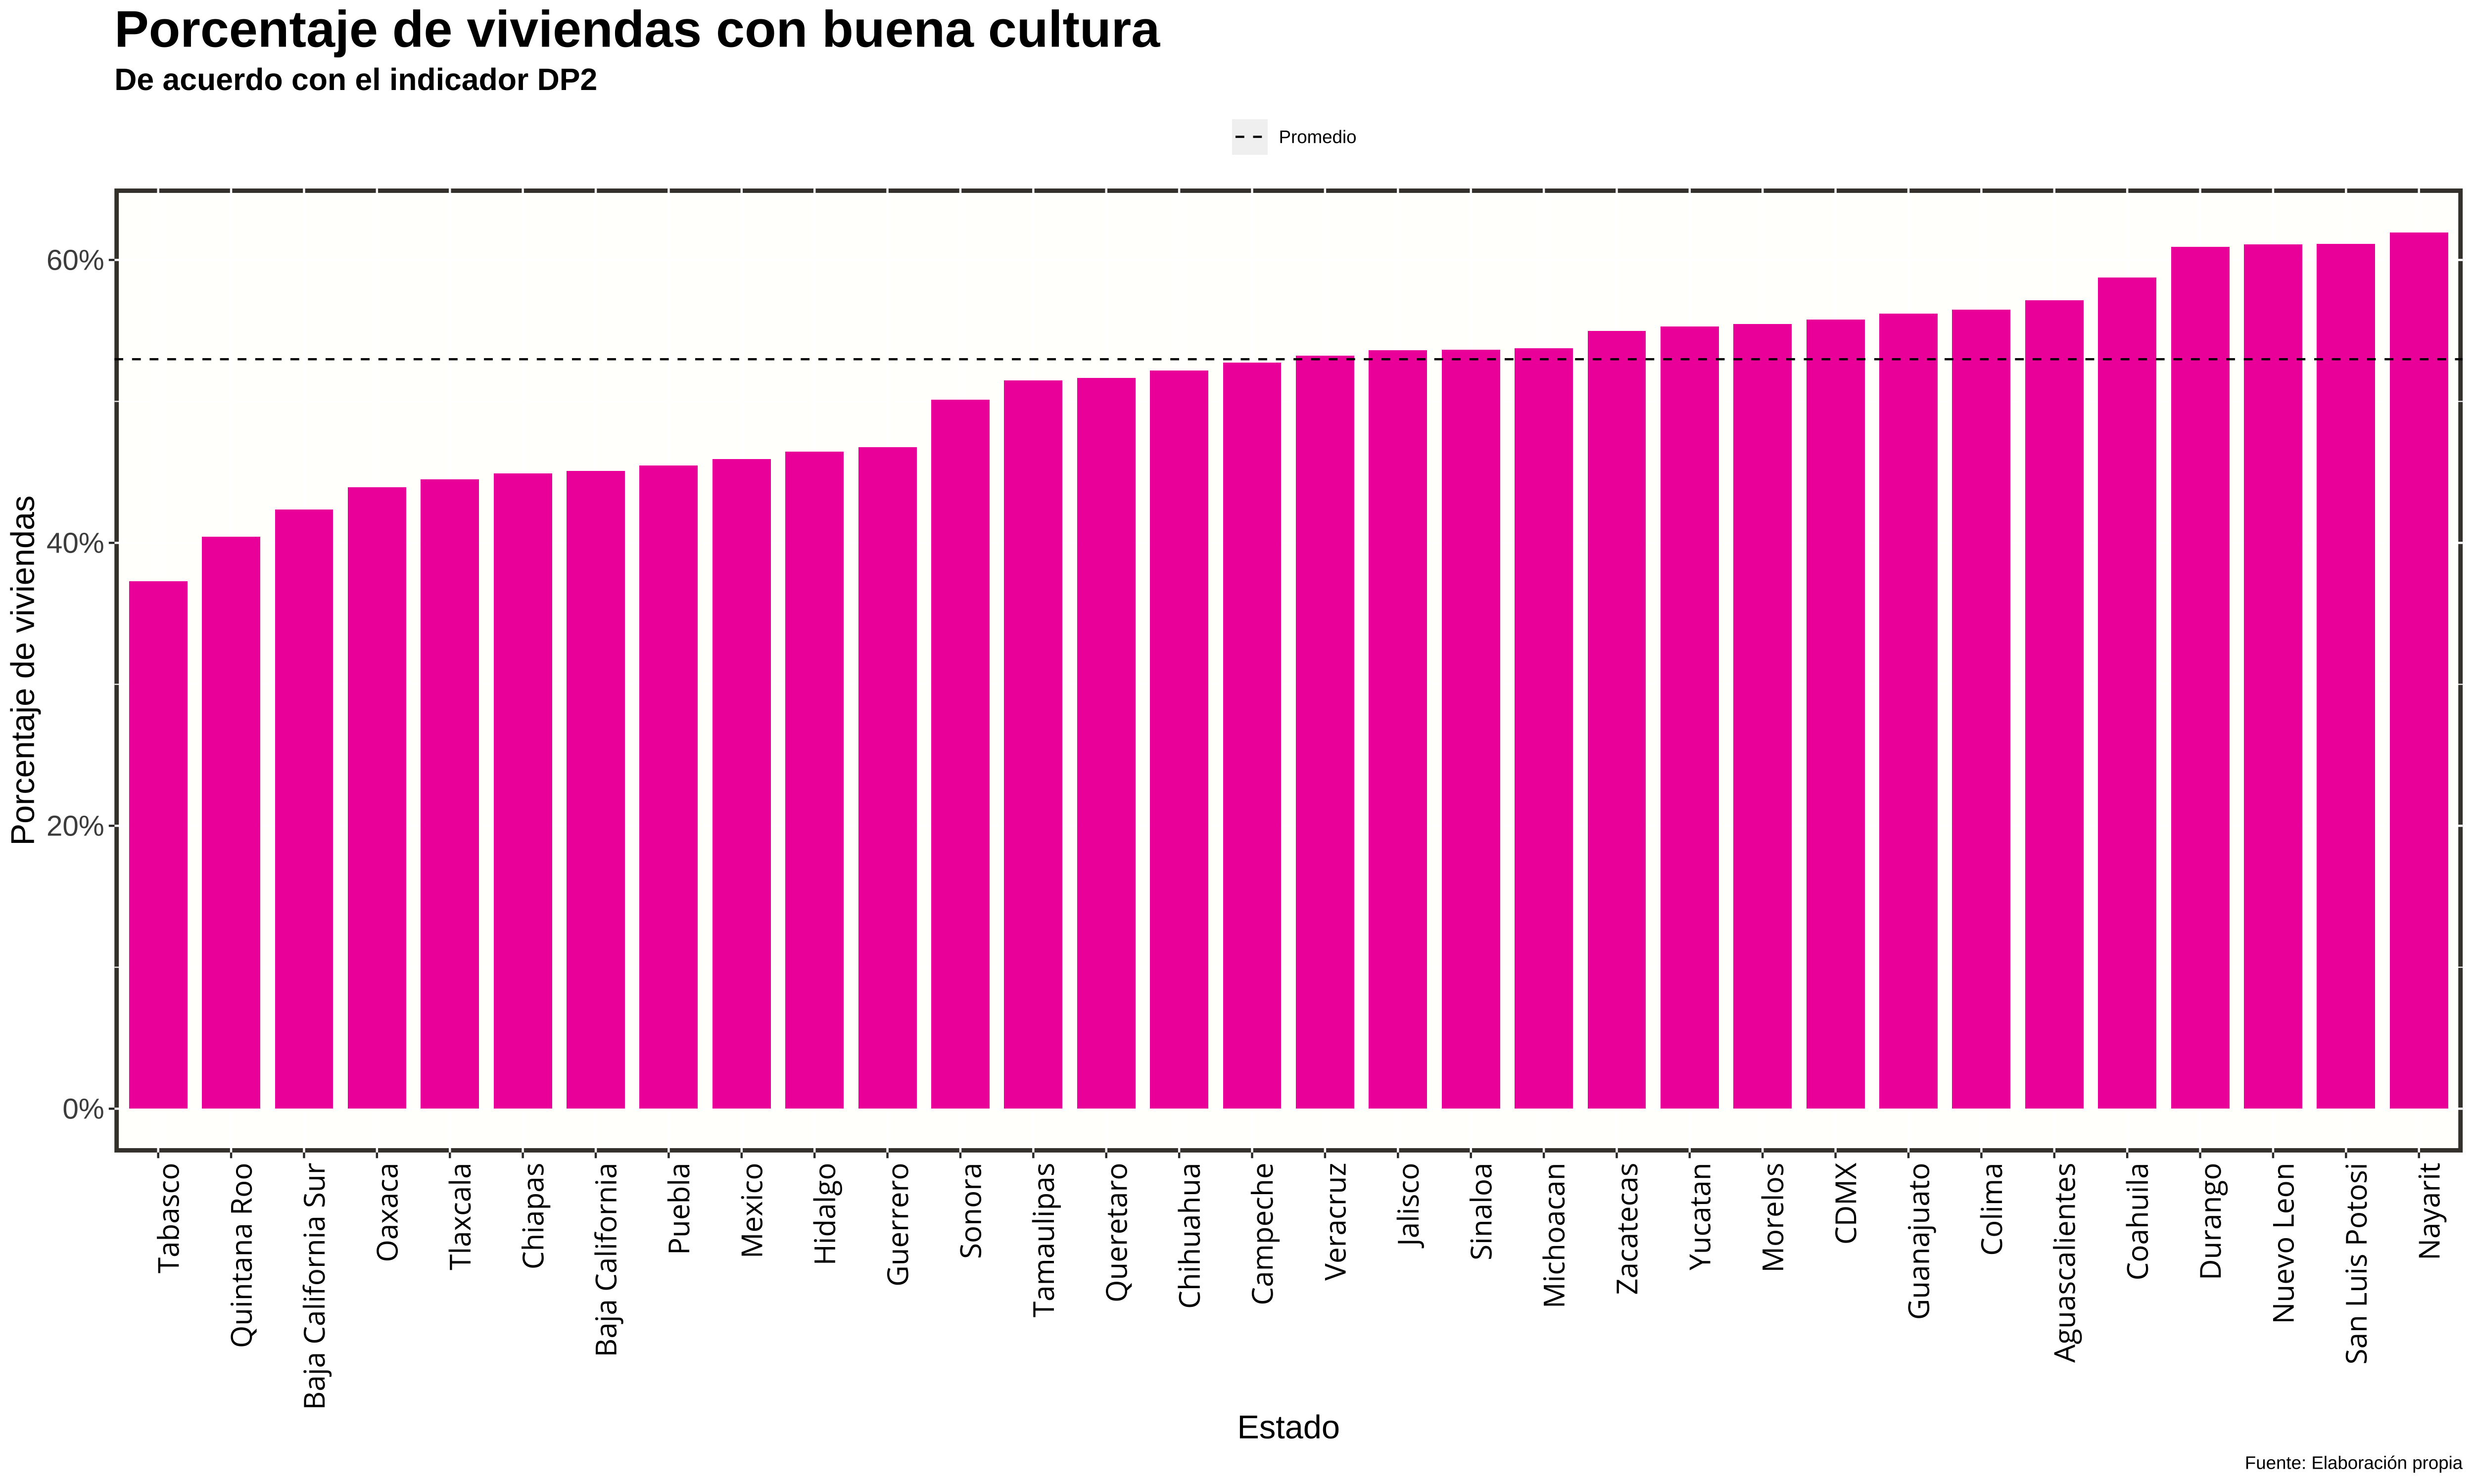 Porcentaje de viviendas con buena cultura
De acuerdo con el indicador DP2
Promedio
Porcentaje de viviendas
60%
40%
20%
0%
Tabasco
Quintana Roo
Baja California Sur
Oaxaca
Tlaxcala
Chiapas
Baja California
Puebla
Mexico
Hidalgo
Guerrero
Sonora
Tamaulipas
Queretaro
Chihuahua
Campeche
Veracruz
Jalisco
Sinaloa
Michoacan
Zacatecas
Yucatan
Morelos
CDMX
Guanajuato
Colima
Aguascalientes
Coahuila
Durango
Nuevo Leon
San Luis Potosi
Nayarit
Estado
Fuente: Elaboración propia